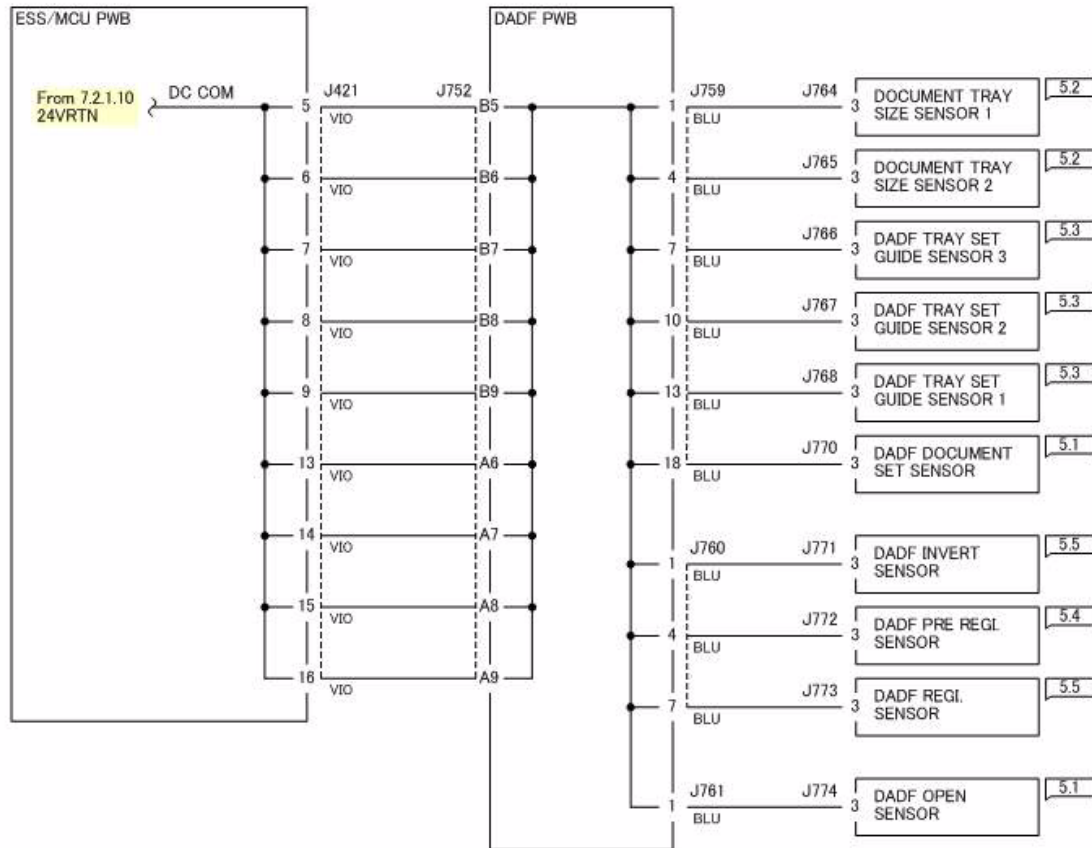 ESS/MCU PWB
DADF PWB
From 7.2.1.10
24VRTN
DC COM
J421
J752
J759
J764
5
VIO
B5
1
BLU
3
DOCUMENT TRAY
SIZE SENSOR 1
5.2
6
VIO
B6
4
BLU
J765
3
DOCUMENT TRAY
SIZE SENSOR 2
5.2
7
VIO
B7
7
BLU
J766
3
DADF TRAY SET
GUIDE SENSOR 3
5.3
8
VIO
B8
10
BLU
J767
3
DADF TRAY SET
GUIDE SENSOR 2
5.3
9
VIO
B9
13
BLU
J768
3
DADF TRAY SET
GUIDE SENSOR 1
5.3
13
VIO
A6
18
BLU
J770
3
DADF DOCUMENT
SET SENSOR
5.1
14
VIO
A7
1
J760
BLU
J771
3
DADF INVERT
SENSOR
5.5
15
VIO
A8
4
BLU
J772
3
DADF PRE REGI.
SENSOR
5.4
16
VIO
A9
7
BLU
J773
3
DADF REGI.
SENSOR
5.5
1
J761
BLU
J774
3
DADF OPEN
SENSOR
5.1